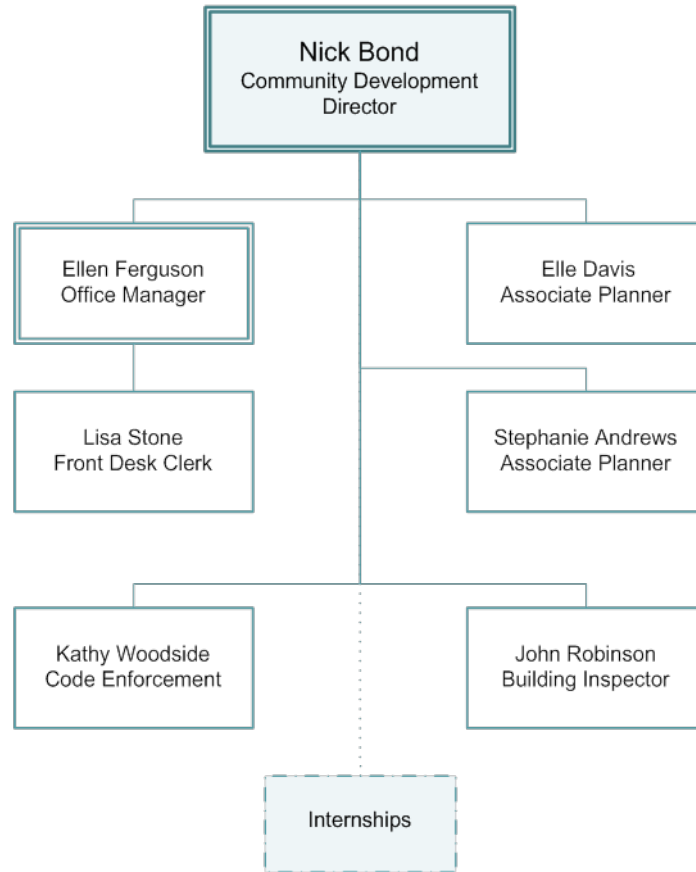 Nick Bond
Community Development
Director
Ellen Ferguson
Office Manager
Elle Davis
Associate Planner
Lisa Stone
Front Desk Clerk
Stephanie Andrews
Associate Planner
Kathy Woodside
Code Enforcement
John Robinson
Building Inspector
Internships